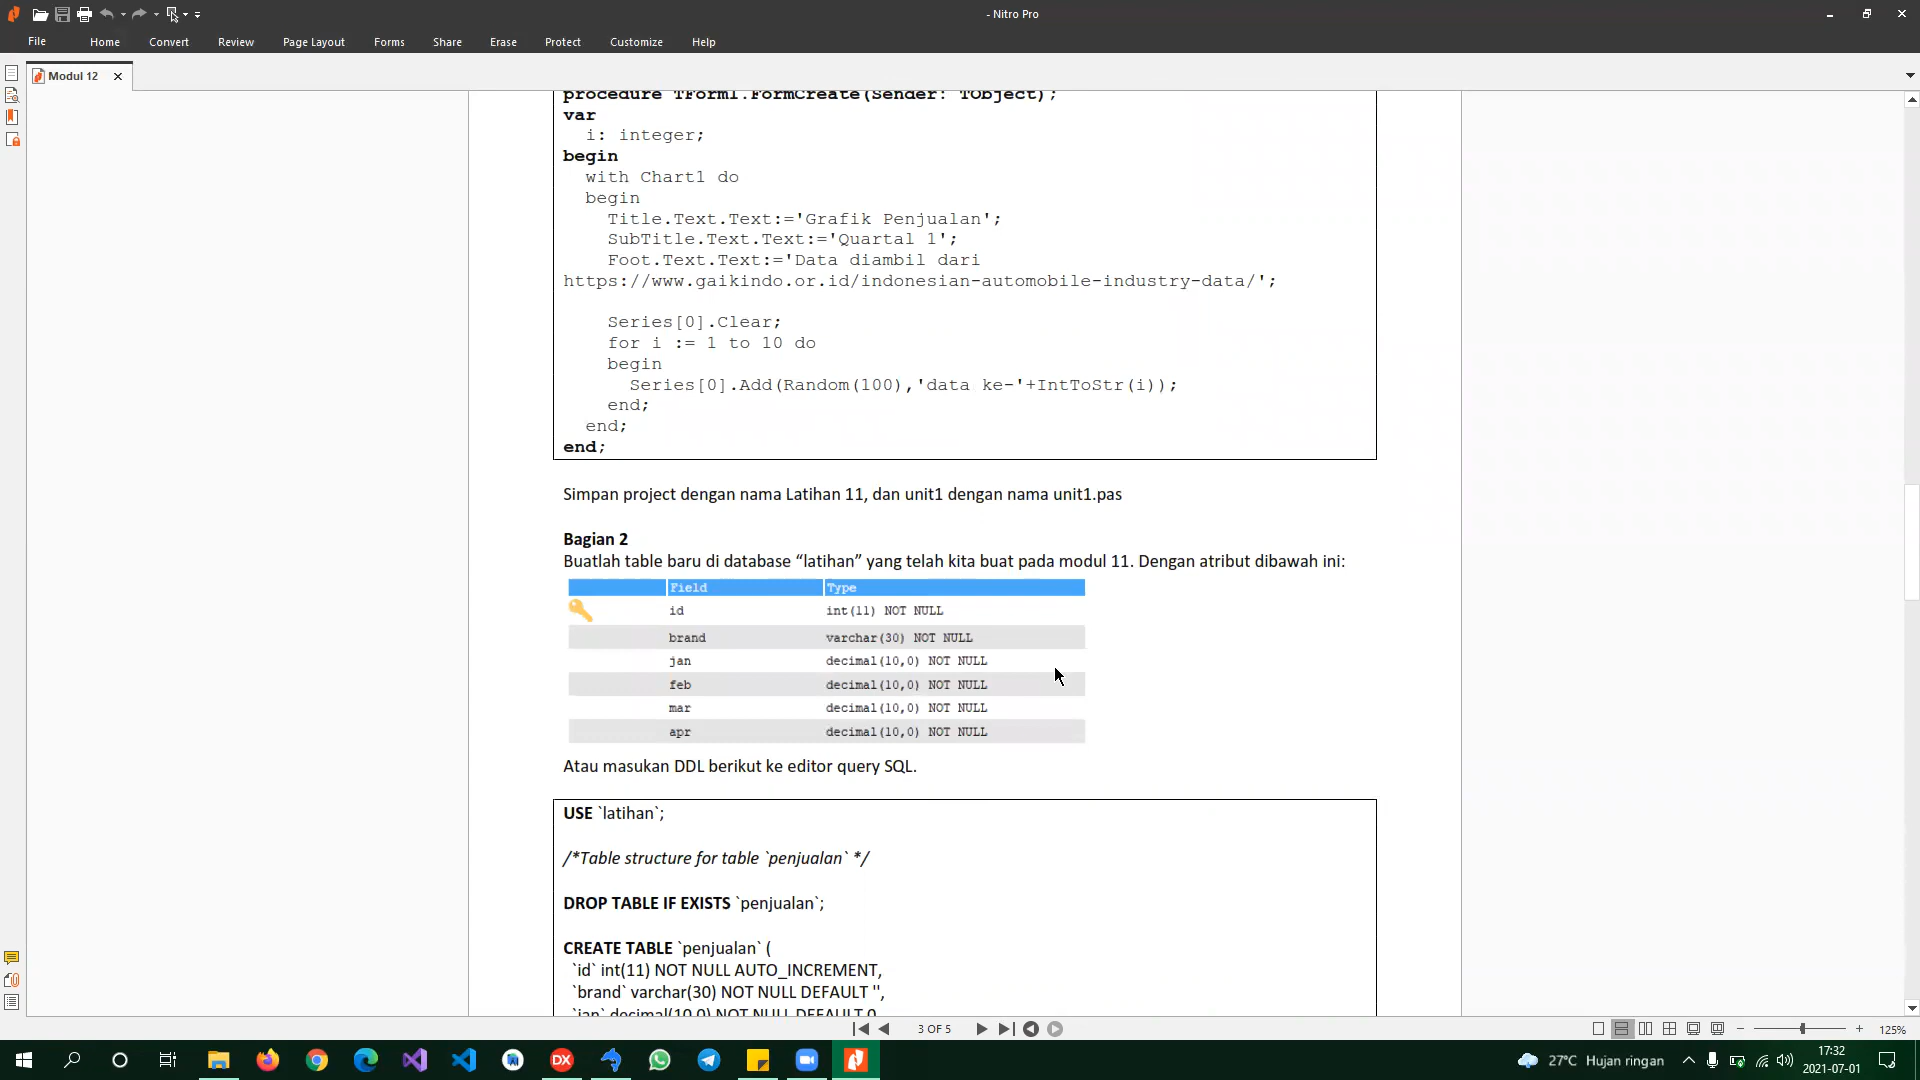 - Nitro Pro
File Home Convert Review Page Layout Forms Share Erase Protect Customize Help
Modul 12
procedure TForm1.FormCreate(Sender: TObject);
var
i: integer;
begin
with Chart1 do
begin
Title.Text.Text:='Grafik Penjualan';
SubTitle.Text.Text:='Quartal 1';
Foot.Text.Text:='Data diambil dari
https://www.gaikindo.or.id/indonesian-automobile-industry-data/';
Series[0].Clear;
for i := 1 to 10 do
begin
Series[0].Add(Random(100),'data ke-'+IntToStr(i));
end;
end;
end;
Simpan project dengan nama Latihan 11, dan unit1 dengan nama unit1.pas
Bagian 2
Buatlah table baru di database “latihan” yang telah kita buat pada modul 11. Dengan atribut dibawah ini:
Field Type
id int(11) NOT NULL
brand varchar(30) NOT NULL
jan decimal(10,0) NOT NULL
feb decimal(10,0) NOT NULL
mar decimal(10,0) NOT NULL
apr decimal(10,0) NOT NULL
Atau masukan DDL berikut ke editor query SQL.
USE `latihan`;
/*Table structure for table `penjualan` */
DROP TABLE IF EXISTS `penjualan`;
CREATE TABLE `penjualan` (
`id` int(11) NOT NULL AUTO_INCREMENT,
`brand` varchar(30) NOT NULL DEFAULT '',
`jan` decimal(10,0) NOT NULL DEFAULT 0,
3 OF 5
125%
DX
27°C Hujan ringan
17:32
2021-07-01